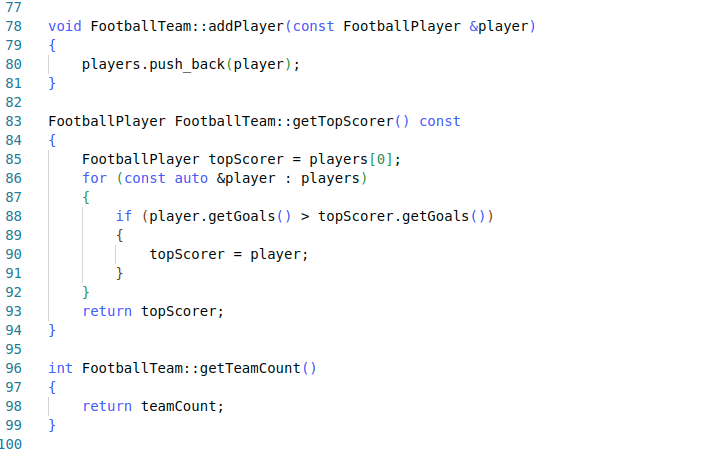 77
78 void FootballTeam::addPlayer(const FootballPlayer &player)
79 {
80     players.push_back(player);
81 }
82
83 FootballPlayer FootballTeam::getTopScorer() const
84 {
85     FootballPlayer topScorer = players[0];
86     for (const auto &player : players)
87     {
88         if (player.getGoals() > topScorer.getGoals())
89         {
90             topScorer = player;
91         }
92     }
93     return topScorer;
94 }
95
96 int FootballTeam::getTeamCount()
97 {
98     return teamCount;
99 }
100